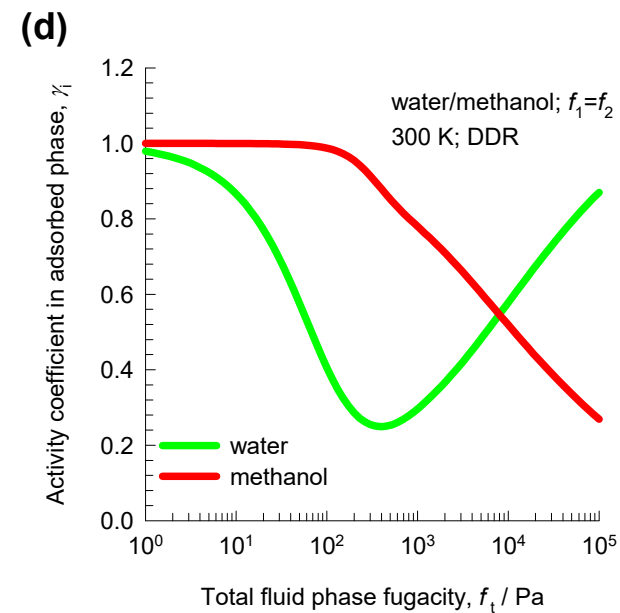 (d)
Activity coefficient in adsorbed phase, γi
1.2
1.0
0.8
0.6
0.4
0.2
0.0
water/methanol; f1=f2
300 K; DDR
water
methanol
10^0
10^1
10^2
10^3
10^4
10^5
Total fluid phase fugacity, ft / Pa